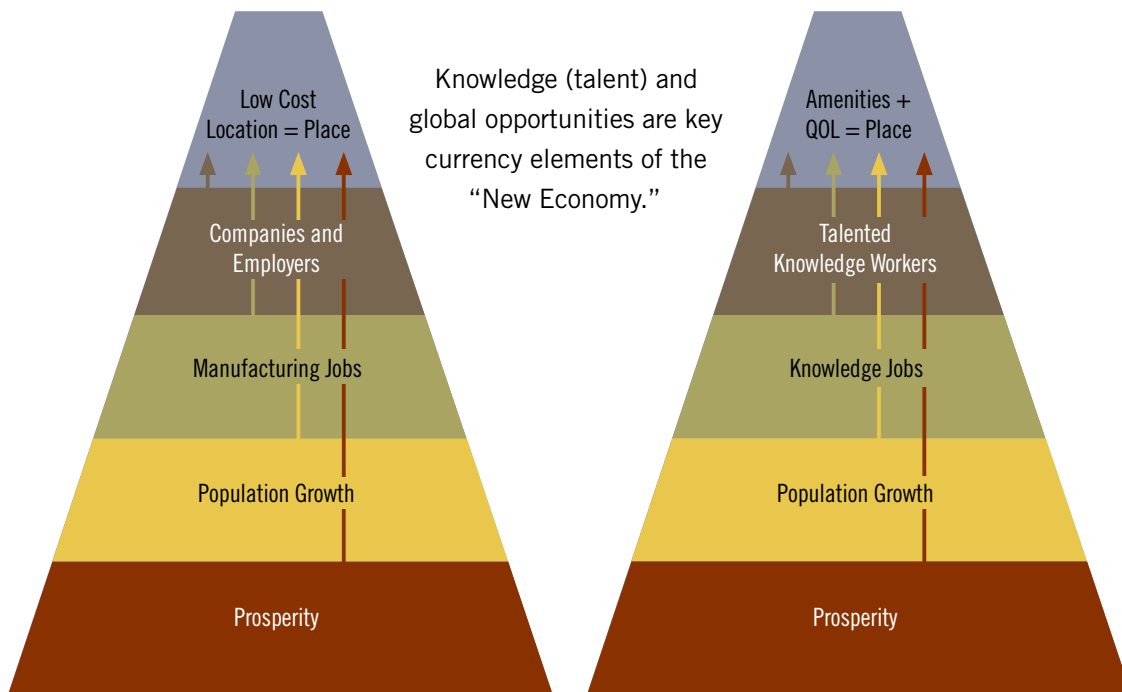 Low Cost
Location = Place
Companies and
Employers
Manufacturing Jobs
Population Growth
Prosperity
Knowledge (talent) and
global opportunities are key
currency elements of the
“New Economy.”
Amenities +
QOL = Place
Talented
Knowledge Workers
Knowledge Jobs
Population Growth
Prosperity